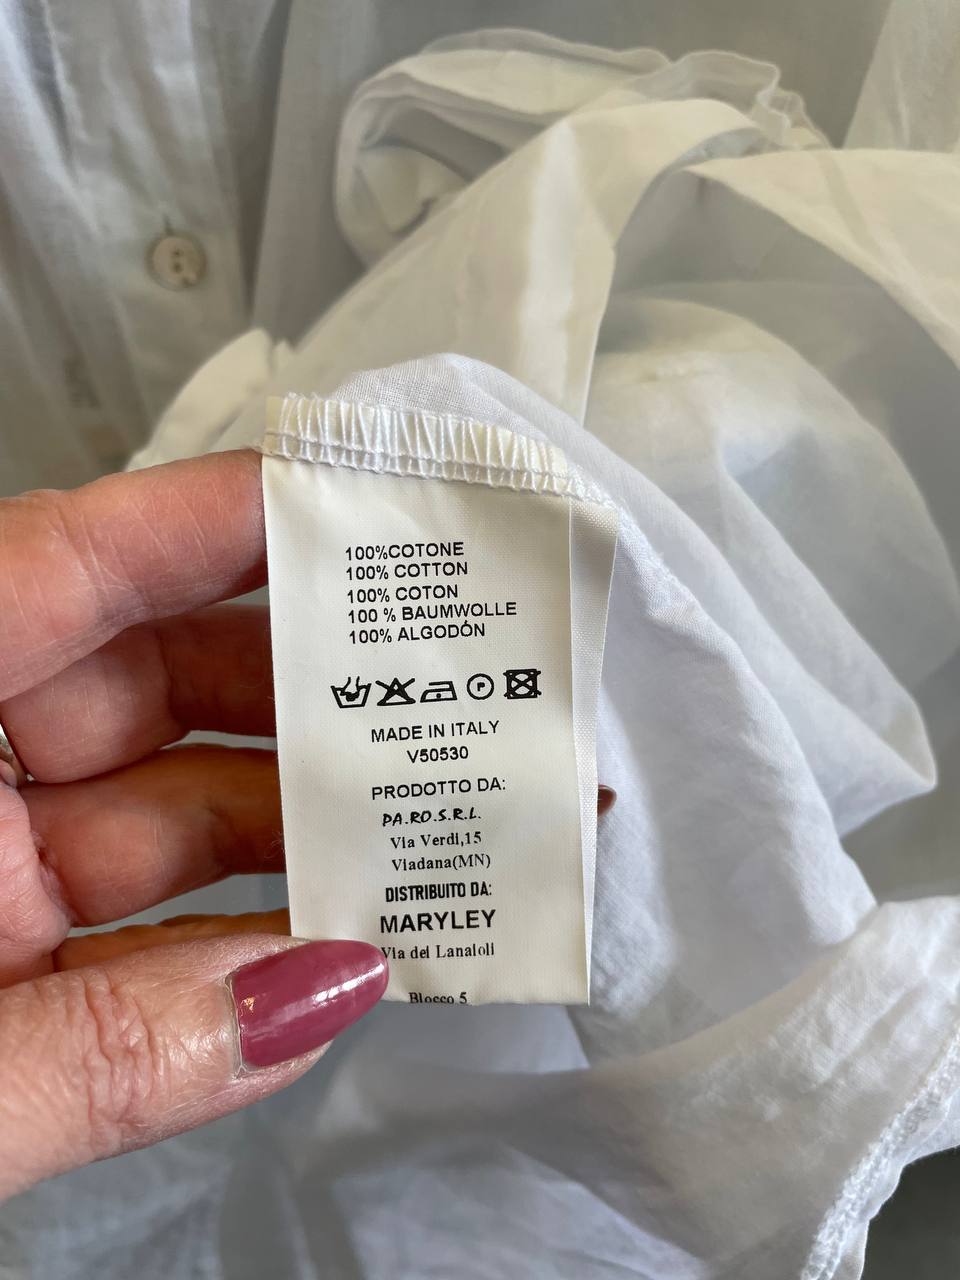 100%COTONE
100% COTTON
100% COTON
100 % BAUMWOLLE
100% ALGODÓN
P
MADE IN ITALY
V50530
PRODOTTO DA:
PA.RO.S.R.L.
Via Verdi,15
Viadana(MN)
DISTRIBUITO DA:
MARYLEY
Via dei Lanaioli
Blocco 5